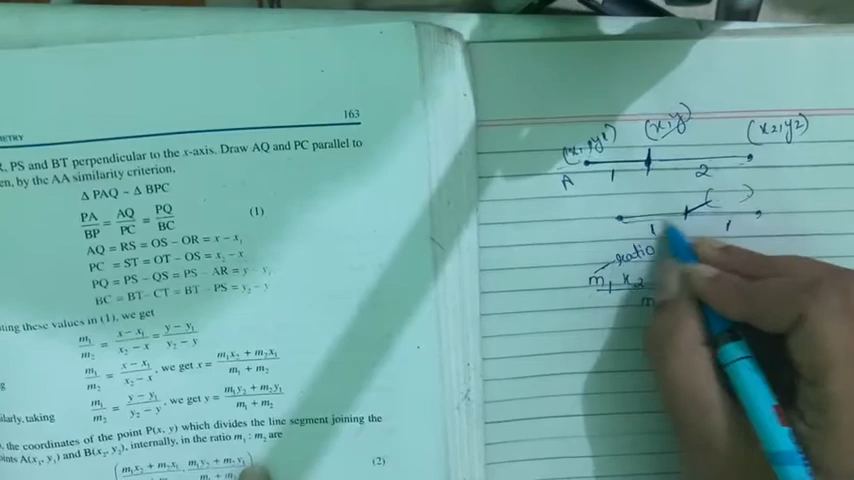 163
METRY
R, PS and BT perpendicular to the x-axis. Draw AQ and PC parallel to
en, by the AA similarity criterion,
Δ PAQ ~ Δ BPC
PA/BP = AQ/PC = PQ/BC (1)
AQ = RS = OS – OR = x – x₁
PC = ST = OT – OS = x₂ – x
PQ = PS – QS = PS – AR = y – y₁
BC = BT – CT = BT – PS = y₂ – y
ting these values in (1), we get
m₁/m₂ = (x – x₁)/(x₂ – x) = (y – y₁)/(y₂ – y)
m₁/m₂ = (x – x₁)/(x₂ – x), we get x = (m₁x₂ + m₂x₁)/(m₁ + m₂)
ilarly, taking m₁/m₂ = (y – y₁)/(y₂ – y), we get y = (m₁y₂ + m₂y₁)/(m₁ + m₂)
the coordinates of the point P(x, y) which divides the line segment joining the
oints A(x₁, y₁) and B(x₂, y₂), internally, in the ratio m₁ : m₂ are
(m₁x₂ + m₂x₁ , m₁y₂ + m₂y₁ (2)
(x₁, y₁) (x, y) (x₂, y₂)
A 1 2
( )
1 1
ratio
m₁ x₂
m